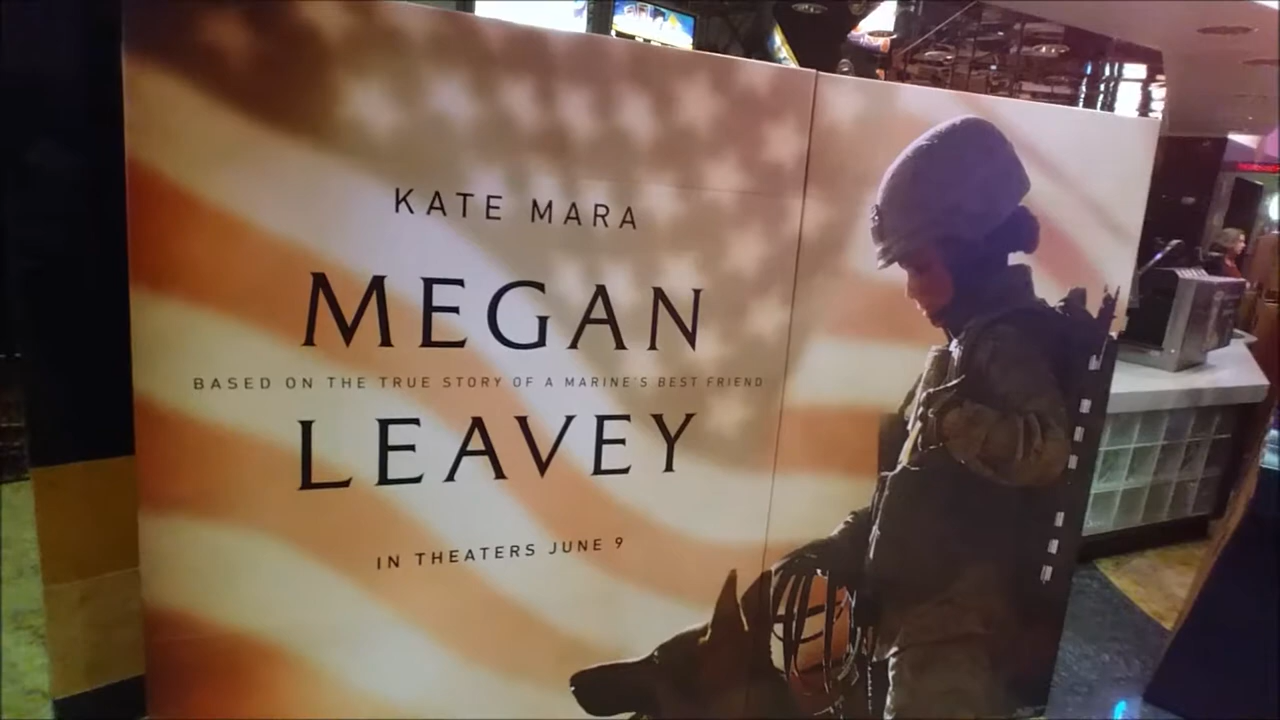 KATE MARA
MEGAN
BASED ON THE TRUE STORY OF A MARINE'S BEST FRIEND
LEAVEY
IN THEATERS JUNE 9